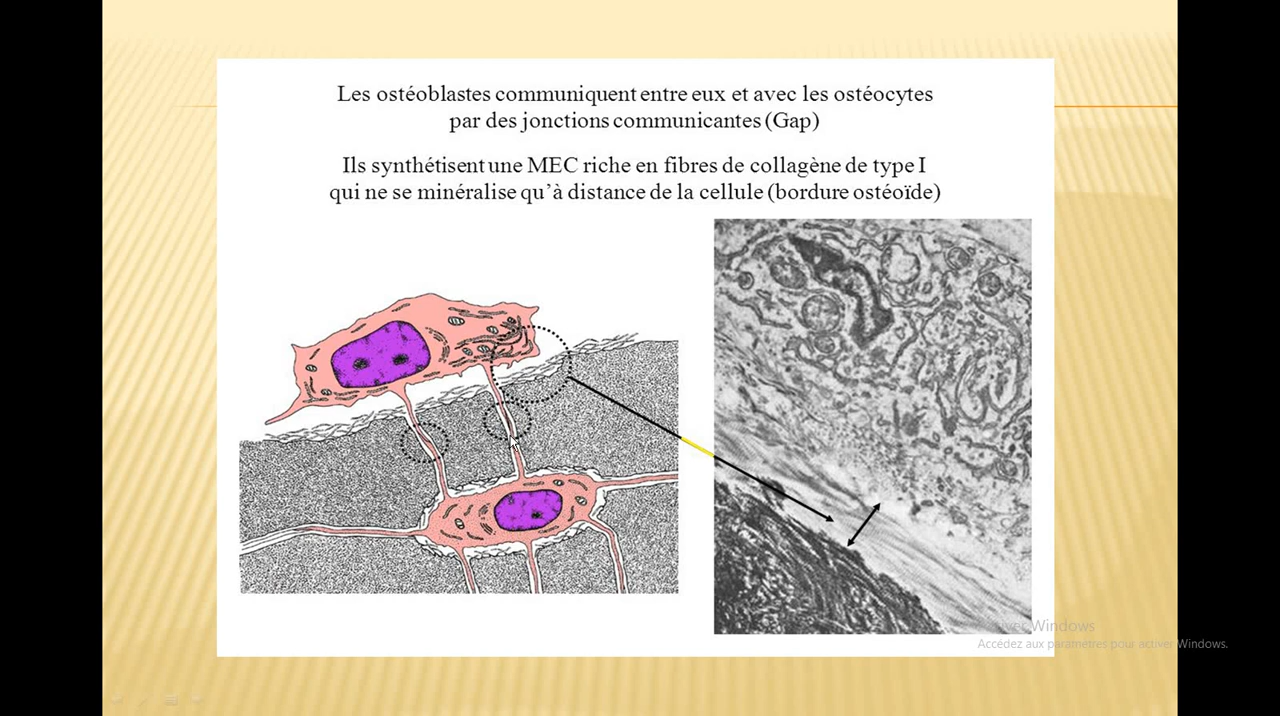 Les ostéoblastes communiquent entre eux et avec les ostéocytes
par des jonctions communicantes (Gap)
Ils synthétisent une MEC riche en fibres de collagène de type I
qui ne se minéralise qu'à distance de la cellule (bordure ostéoïde)
Activer Windows
Accédez aux paramètres pour activer Windows.